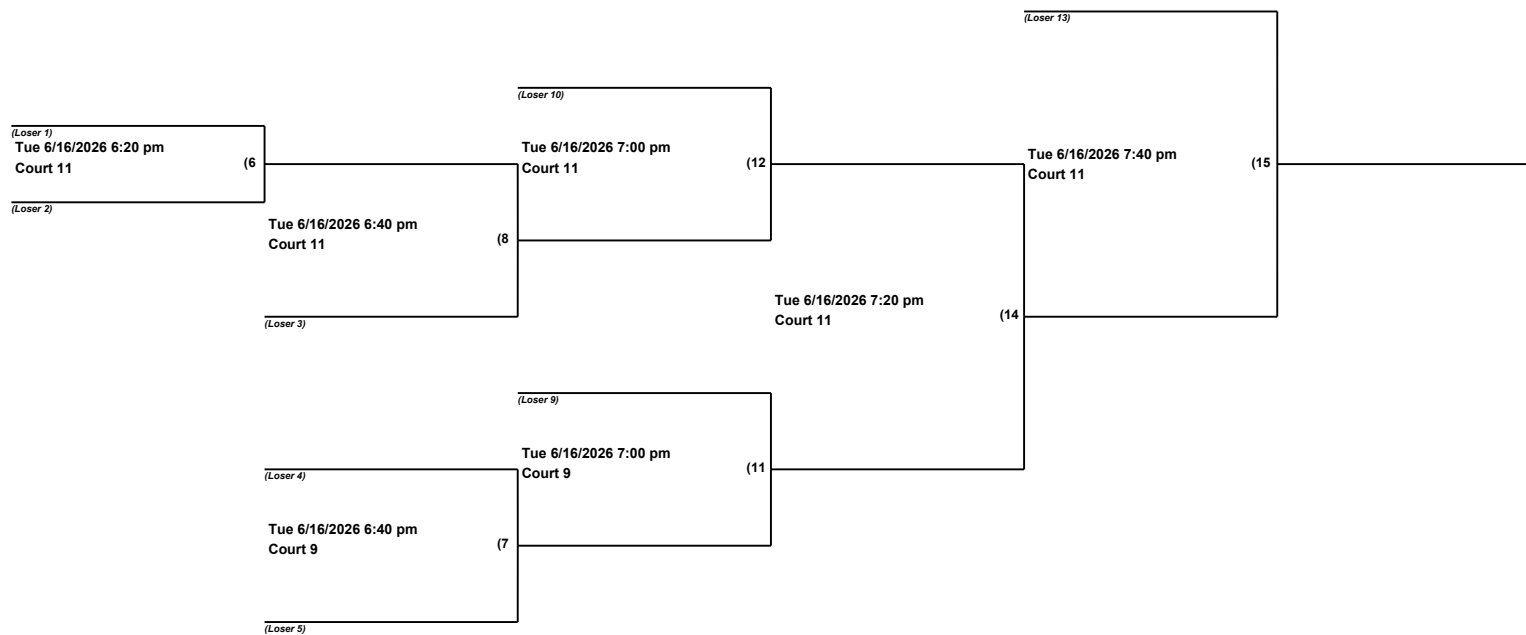 (Loser 13)
(Loser 10)
(Loser 1)
Tue 6/16/2026 6:20 pm
Court 11
(6
(Loser 2)
Tue 6/16/2026 7:00 pm
Court 11
(12
Tue 6/16/2026 7:40 pm
Court 11
(15
Tue 6/16/2026 6:40 pm
Court 11
(8
(Loser 3)
Tue 6/16/2026 7:20 pm
Court 11
(14
(Loser 9)
Tue 6/16/2026 7:00 pm
Court 9
(11
(Loser 4)
Tue 6/16/2026 6:40 pm
Court 9
(7
(Loser 5)